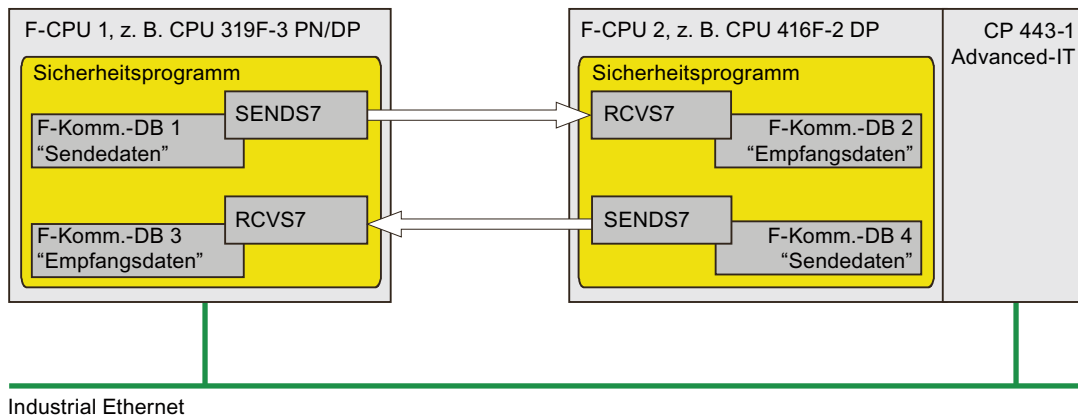 F-CPU 1, z. B. CPU 319F-3 PN/DP
Sicherheitsprogramm
SENDS7
F-Komm.-DB 1
“Sendedaten”
RCVS7
F-Komm.-DB 3
“Empfangsdaten”
F-CPU 2, z. B. CPU 416F-2 DP
Sicherheitsprogramm
RCVS7
F-Komm.-DB 2
“Empfangsdaten”
SENDS7
F-Komm.-DB 4
“Sendedaten”
CP 443-1
Advanced-IT
Industrial Ethernet